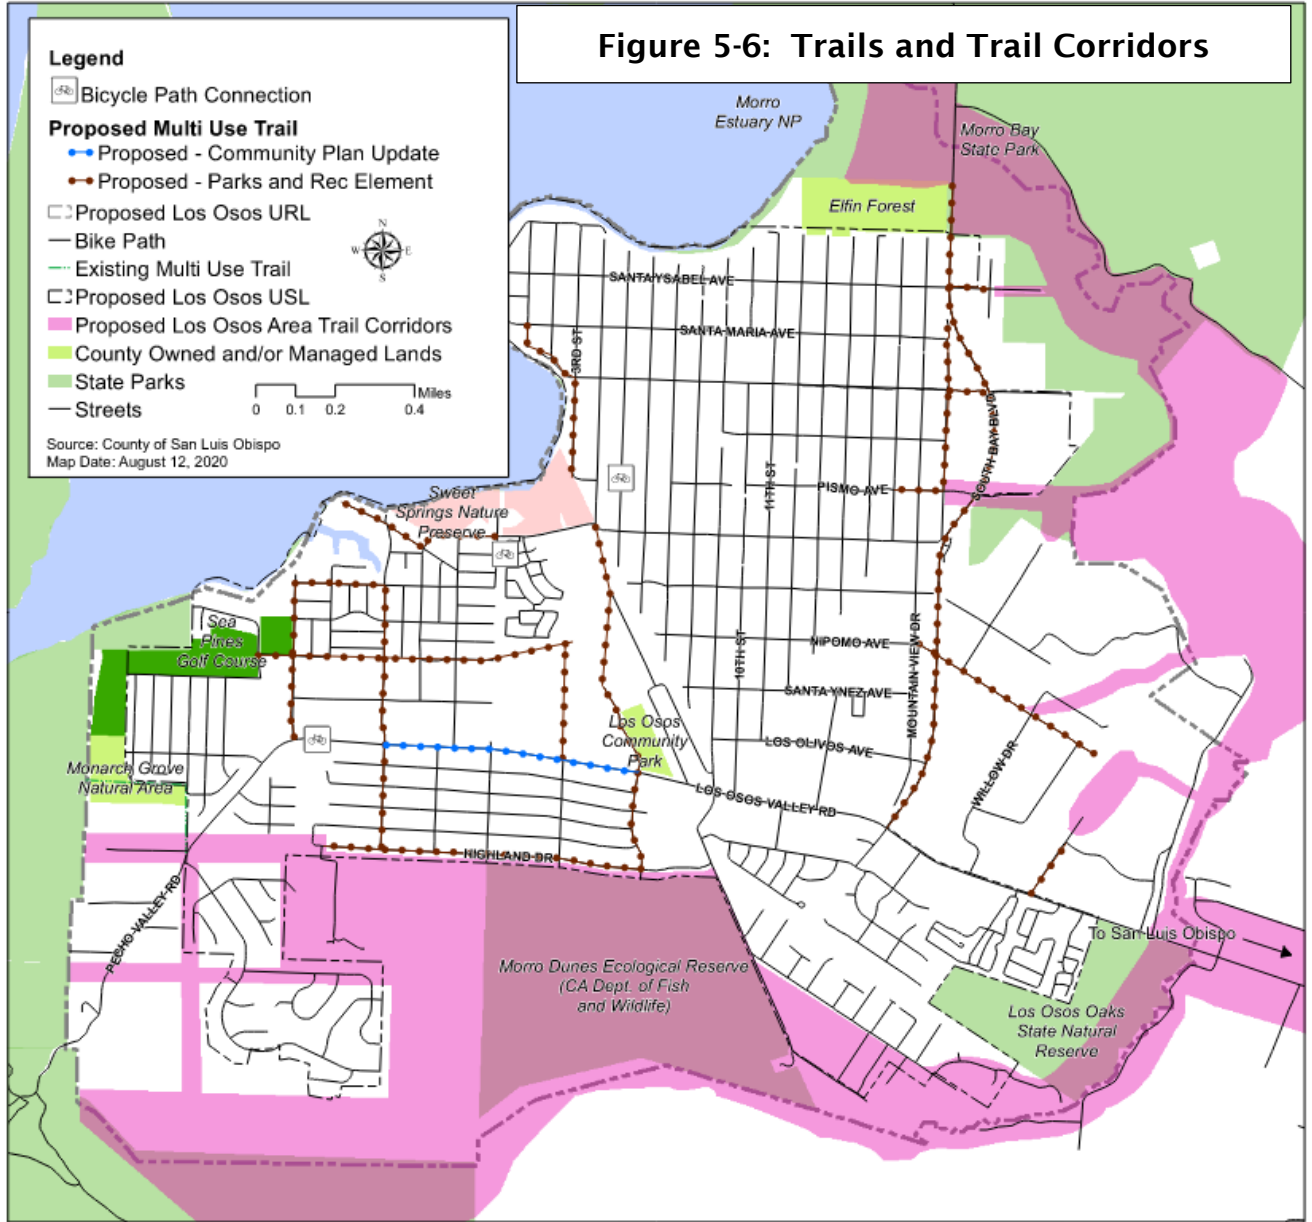 Figure 5-6: Trails and Trail Corridors
Legend
Bicycle Path Connection
Proposed Multi Use Trail
Proposed - Community Plan Update
Proposed - Parks and Rec Element
Proposed Los Osos URL
Bike Path
Existing Multi Use Trail
Proposed Los Osos USL
Proposed Los Osos Area Trail Corridors
County Owned and/or Managed Lands
State Parks
Streets
N
W
E
S
Miles
0 0.1 0.2 0.4
Source: County of San Luis Obispo
Map Date: August 12, 2020
Morro
Estuary NP
Morro Bay
State Park
Elfin Forest
SANTA YSABEL AVE
SANTA MARIA AVE
3RD ST
SOUTH BAY BLVD
11TH ST
PISMO AVE
Sweet
Springs Nature
Preserve
Sea
Pines
Golf Course
10TH ST
NIPOMO AVE
MOUNTAIN VIEW DR
SANTA YNEZ AVE
Los Osos
Community
Park
LOS OLIVOS AVE
WILLOW DR
Monarch Grove
Natural Area
LOS OSOS VALLEY RD
HIGHLAND DR
PECHO VALLEY RD
To San Luis Obispo
Morro Dunes Ecological Reserve
(CA Dept. of Fish
and Wildlife)
Los Osos Oaks
State Natural
Reserve